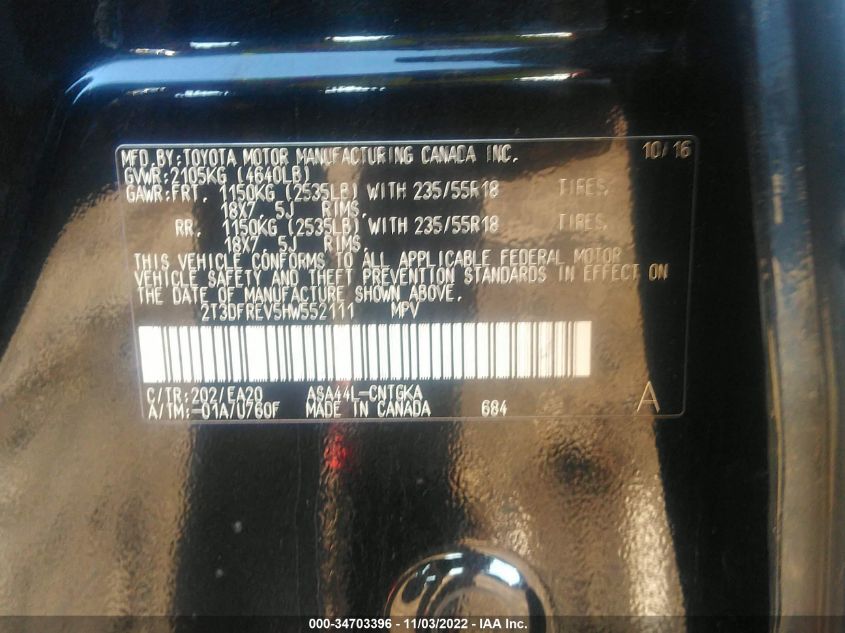 MFD. BY: TOYOTA MOTOR MANUFACTURING CANADA INC. 10/16
GVWR: 2105KG (4640LB)
GAWR: FRT. 1150KG (2535LB) WITH 235/55R18 TIRES,
18X7.5J RIMS,
RR. 1150KG (2535LB) WITH 235/55R18 TIRES,
18X7.5J RIMS,
THIS VEHICLE CONFORMS TO ALL APPLICABLE FEDERAL MOTOR
VEHICLE SAFETY AND THEFT PREVENTION STANDARDS IN EFFECT ON
THE DATE OF MANUFACTURE SHOWN ABOVE.
2T3DFREV5HW552111 MPV
C/TR: 202/EA20 ASA44L-CNTGKA
A/TM: -01A/U760F MADE IN CANADA 684 A
000-34703396 - 11/03/2022 - IAA Inc.